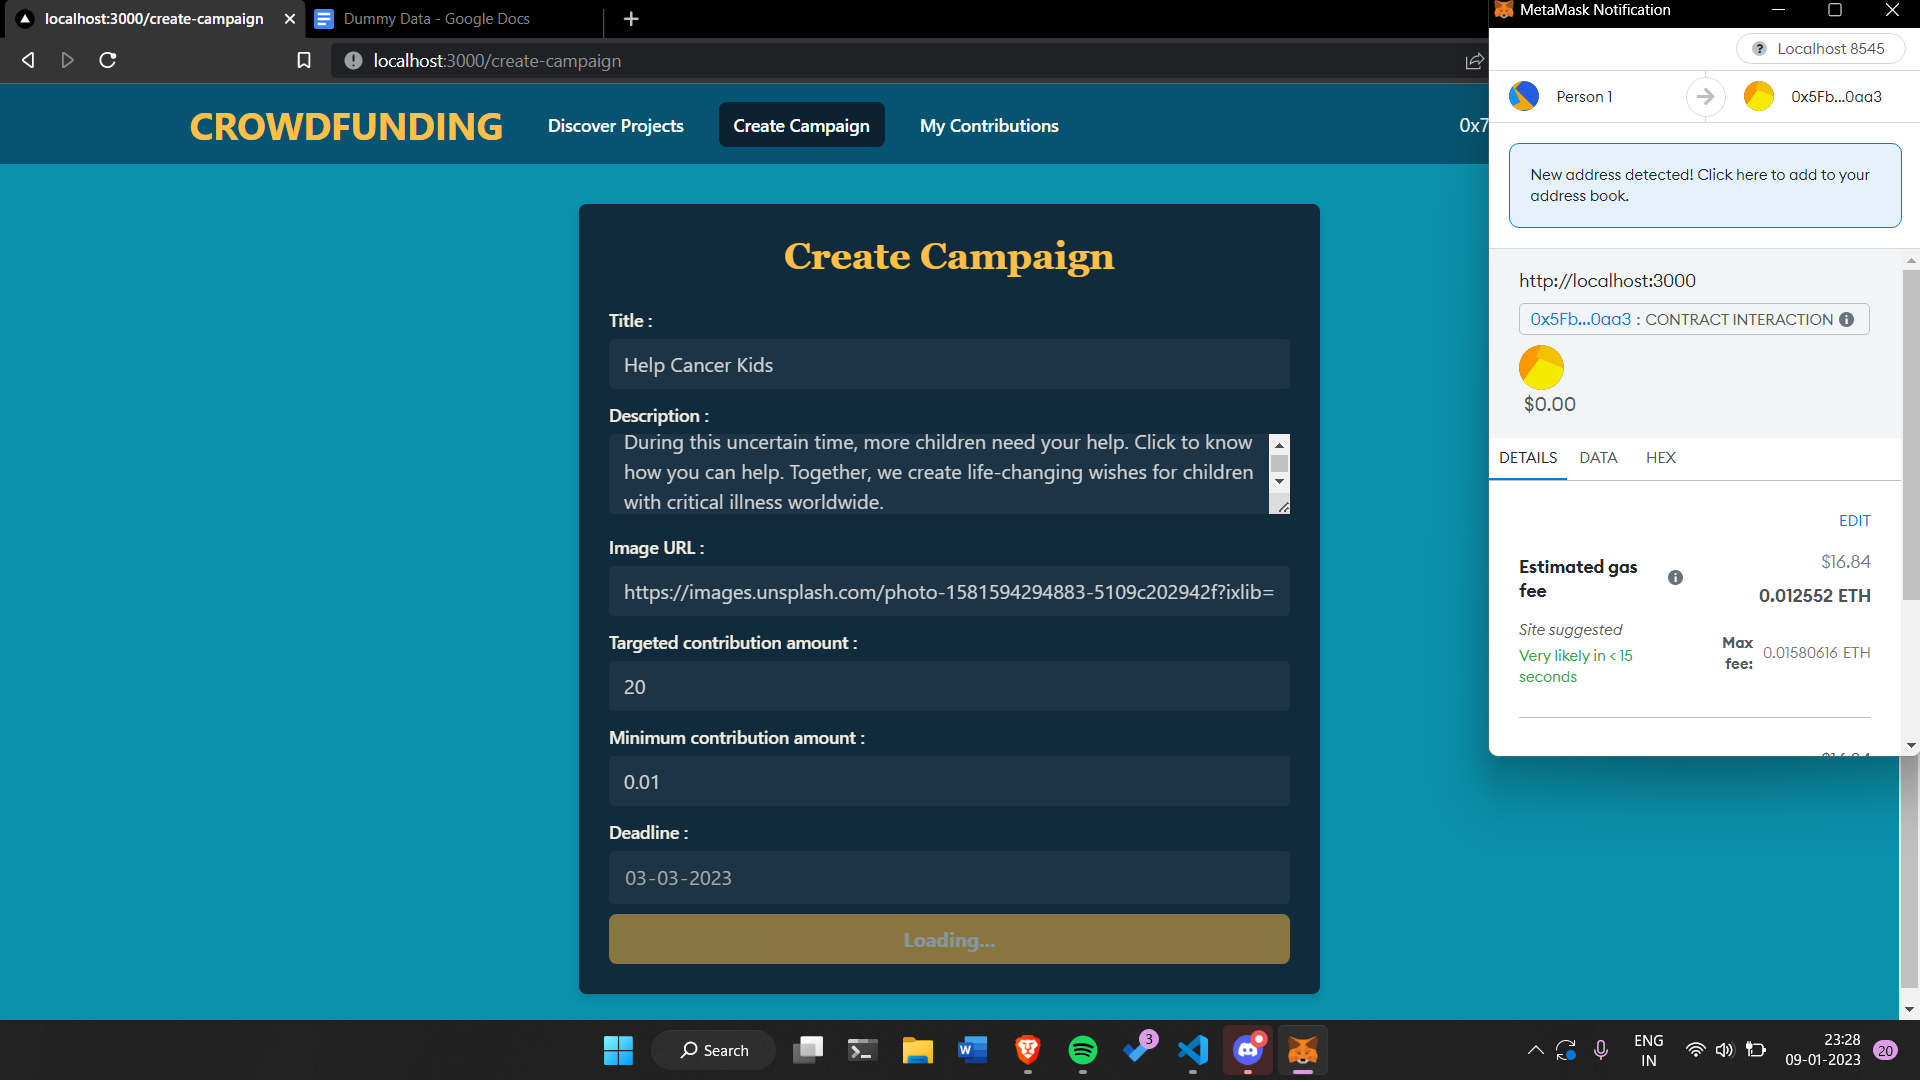 localhost:3000/create-campaign
Dummy Data - Google Docs
localhost:3000/create-campaign
CROWDFUNDING
Discover Projects
Create Campaign
My Contributions
0x7
Create Campaign
Title :
Help Cancer Kids
Description :
During this uncertain time, more children need your help. Click to know
how you can help. Together, we create life-changing wishes for children
with critical illness worldwide.
Image URL :
https://images.unsplash.com/photo-1581594294883-5109c202942f?ixlib=
Targeted contribution amount :
20
Minimum contribution amount :
0.01
Deadline :
03-03-2023
Loading...
MetaMask Notification
Localhost 8545
Person 1
0x5Fb...0aa3
New address detected! Click here to add to your
address book.
http://localhost:3000
0x5Fb...0aa3 : CONTRACT INTERACTION
$0.00
DETAILS
DATA
HEX
EDIT
Estimated gas
fee
$16.84
0.012552 ETH
Site suggested
Very likely in < 15
seconds
Max
fee:
0.01580616 ETH
$16.84
Search
3
ENG
IN
23:28
09-01-2023
20